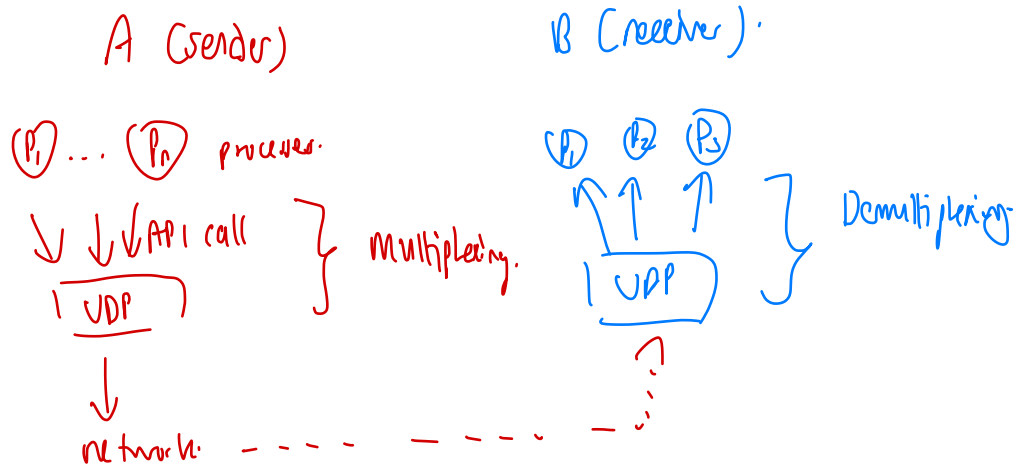 A (sender)
B (receiver).
P1 ... Pn processes.
P1 P2 P3
API call
Multiplexing.
Demultiplexing
UDP
UDP
network.